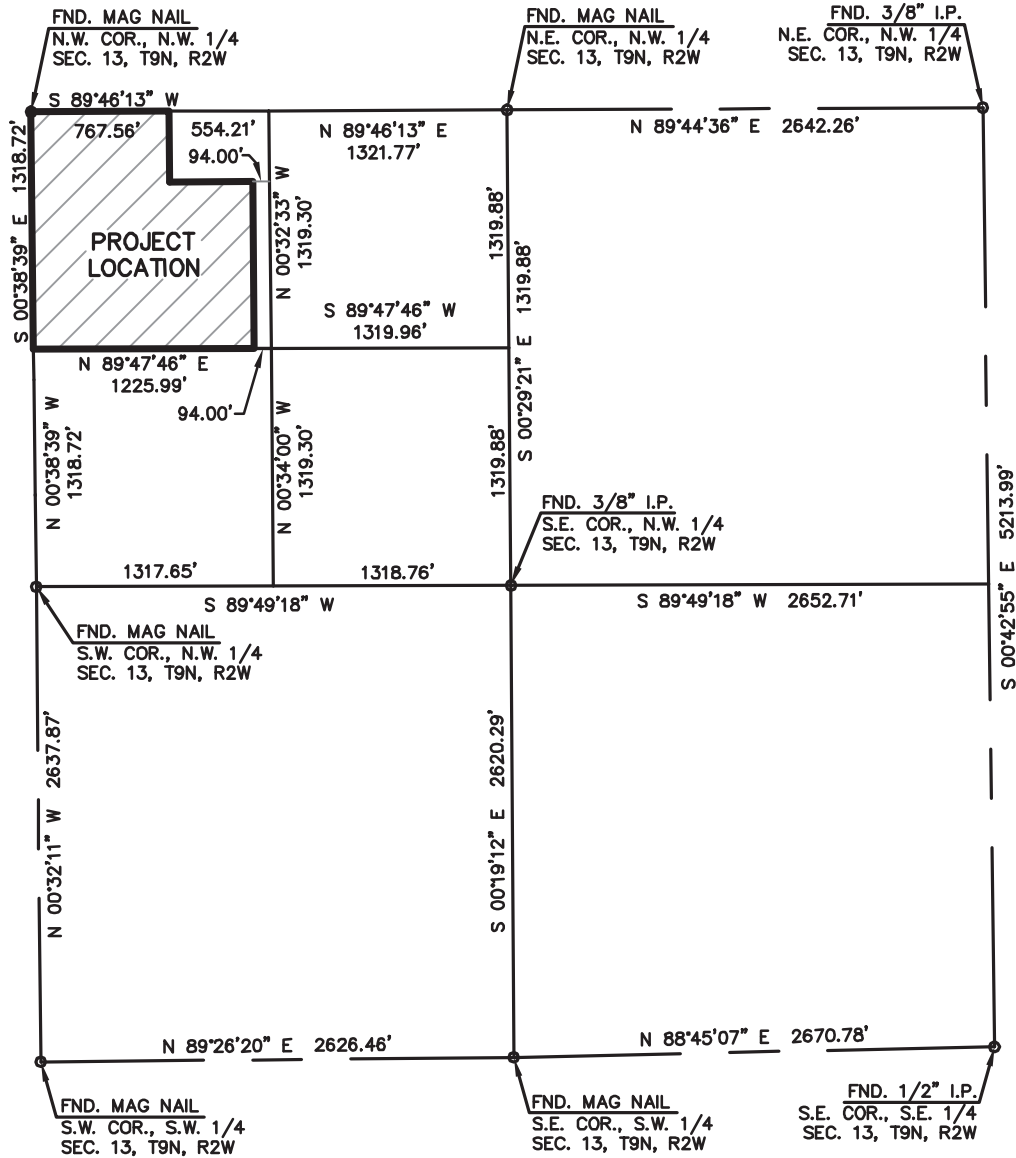 FND. MAG NAIL
N.W. COR., N.W. 1/4
SEC. 13, T9N, R2W
FND. MAG NAIL
N.E. COR., N.W. 1/4
SEC. 13, T9N, R2W
FND. 3/8" I.P.
N.E. COR., N.W. 1/4
SEC. 13, T9N, R2W
S 89°46'13" W
767.56'
554.21'
94.00'
N 89°46'13" E
1321.77'
N 89°44'36" E 2642.26'
S 00°38'39" E 1318.72'
PROJECT
LOCATION
N 00°32'33" W
1319.30'
1319.88'
S 00°29'21" E 1319.88'
S 89°47'46" W
1319.96'
N 89°47'46" E
1225.99'
94.00'
N 00°38'39" W
1318.72'
N 00°34'00" W
1319.30'
1319.88'
S 00°42'55" E 5213.99'
FND. 3/8" I.P.
S.E. COR., N.W. 1/4
SEC. 13, T9N, R2W
1317.65'
1318.76'
S 89°49'18" W
S 89°49'18" W 2652.71'
FND. MAG NAIL
S.W. COR., N.W. 1/4
SEC. 13, T9N, R2W
N 00°32'11" W 2637.87'
S 00°19'12" E 2620.29'
N 89°26'20" E 2626.46'
N 88°45'07" E 2670.78'
FND. MAG NAIL
S.W. COR., S.W. 1/4
SEC. 13, T9N, R2W
FND. MAG NAIL
S.E. COR., S.W. 1/4
SEC. 13, T9N, R2W
FND. 1/2" I.P.
S.E. COR., S.E. 1/4
SEC. 13, T9N, R2W